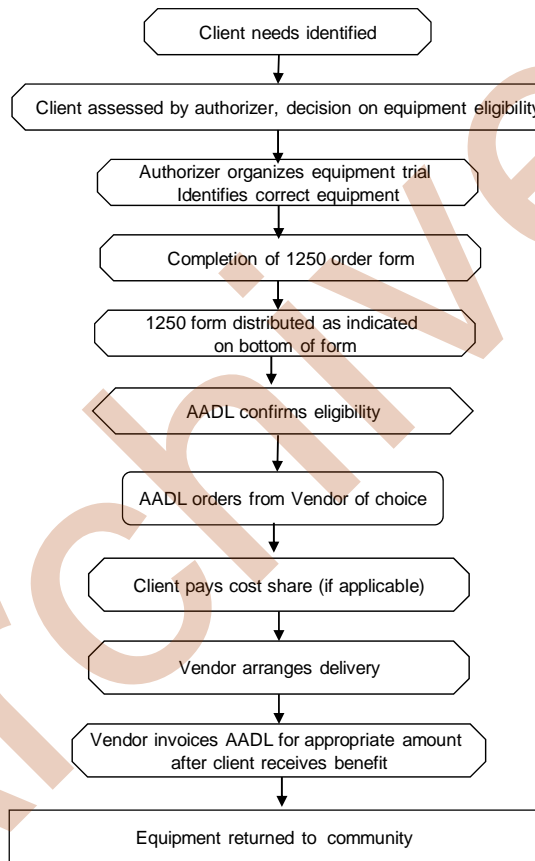 Client needs identified
Client assessed by authorizer, decision on equipment eligibility
Authorizer organizes equipment trial
Identifies correct equipment
Completion of 1250 order form
1250 form distributed as indicated
on bottom of form
AADL confirms eligibility
AADL orders from Vendor of choice
Client pays cost share (if applicable)
Vendor arranges delivery
Vendor invoices AADL for appropriate amount
after client receives benefit
Equipment returned to community
Archive